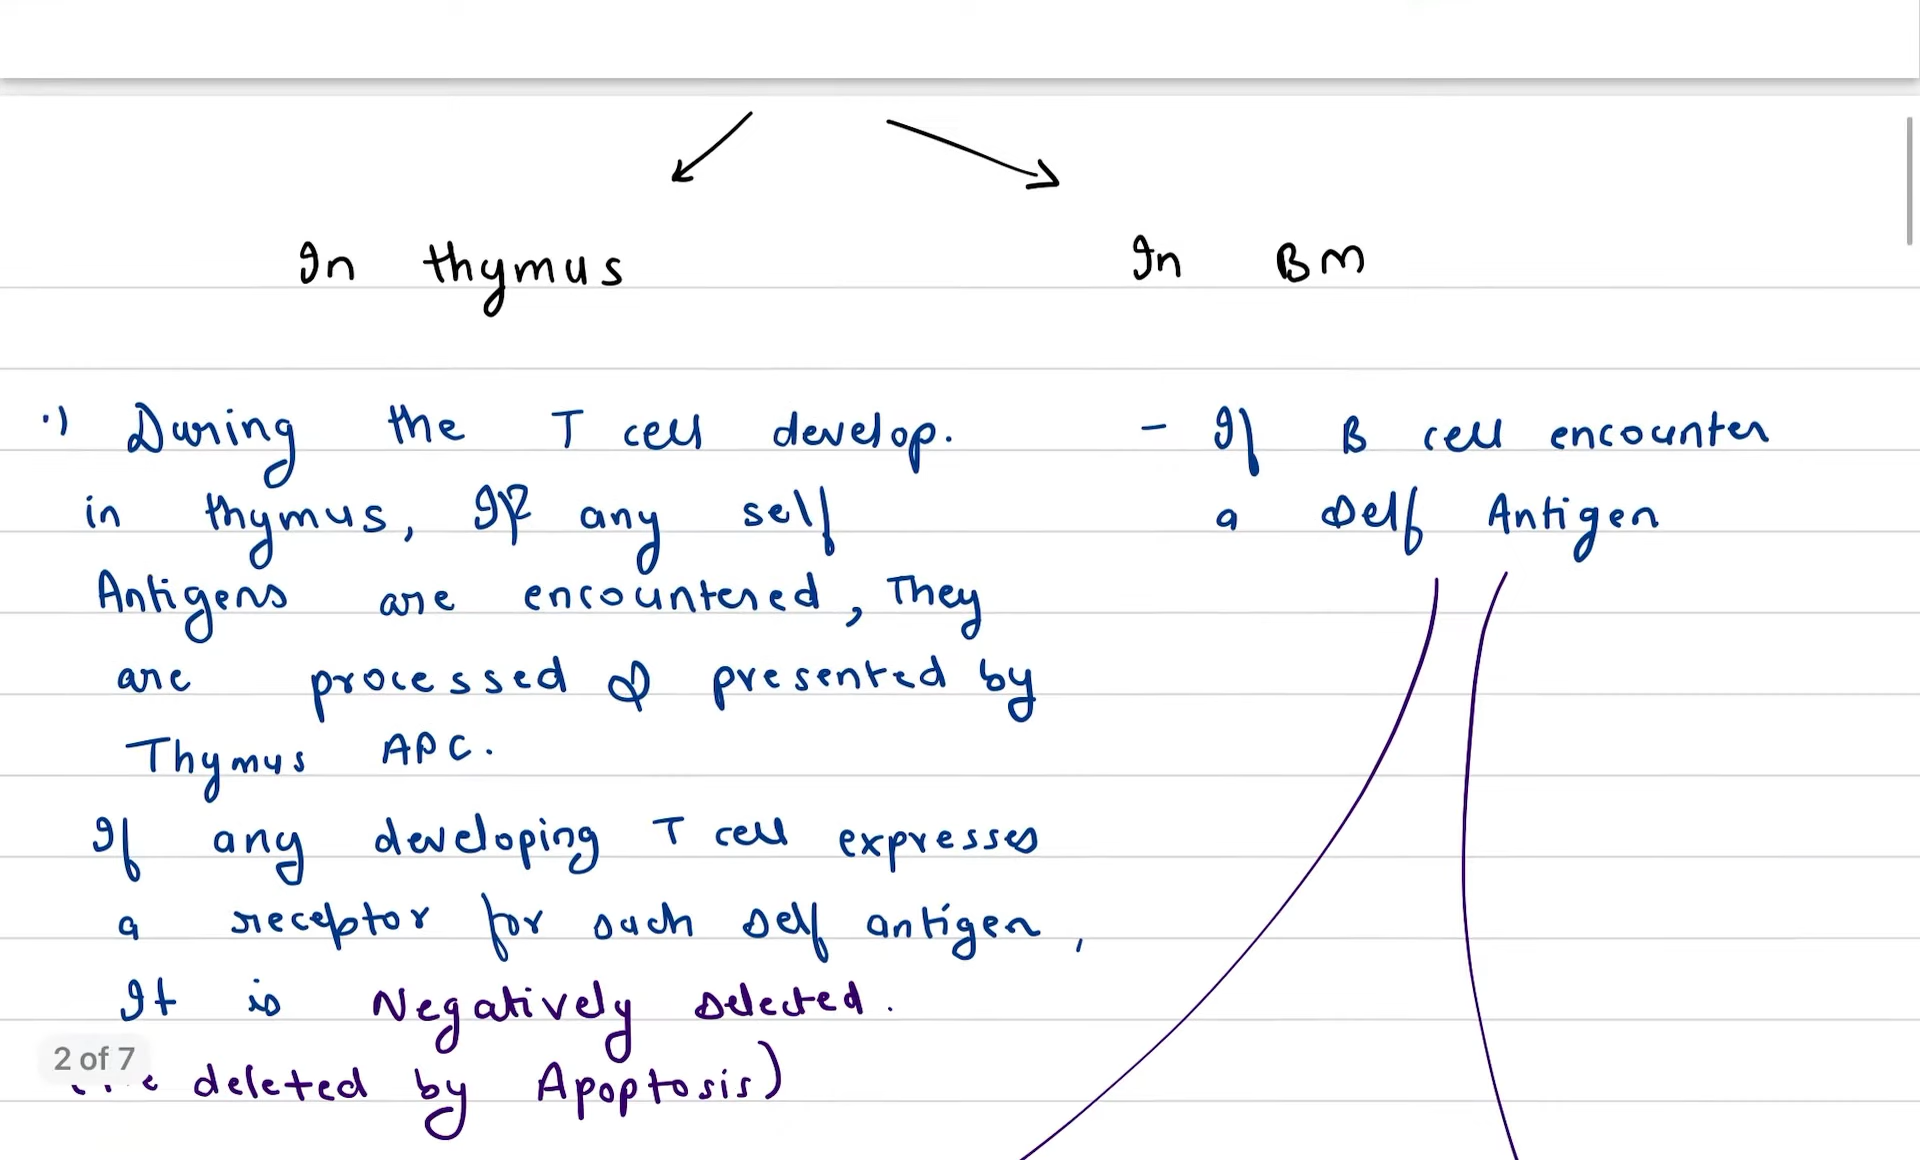 In thymus
In BM
•) During the T cell develop.
in thymus, If any self
Antigens are encountered, They
are processed & presented by
Thymus APC.
If any developing T cell expresses
a receptor for such self antigen,
It is Negatively selected.
deleted by Apoptosis)
- If B cell encounter
a self Antigen
2 of 7